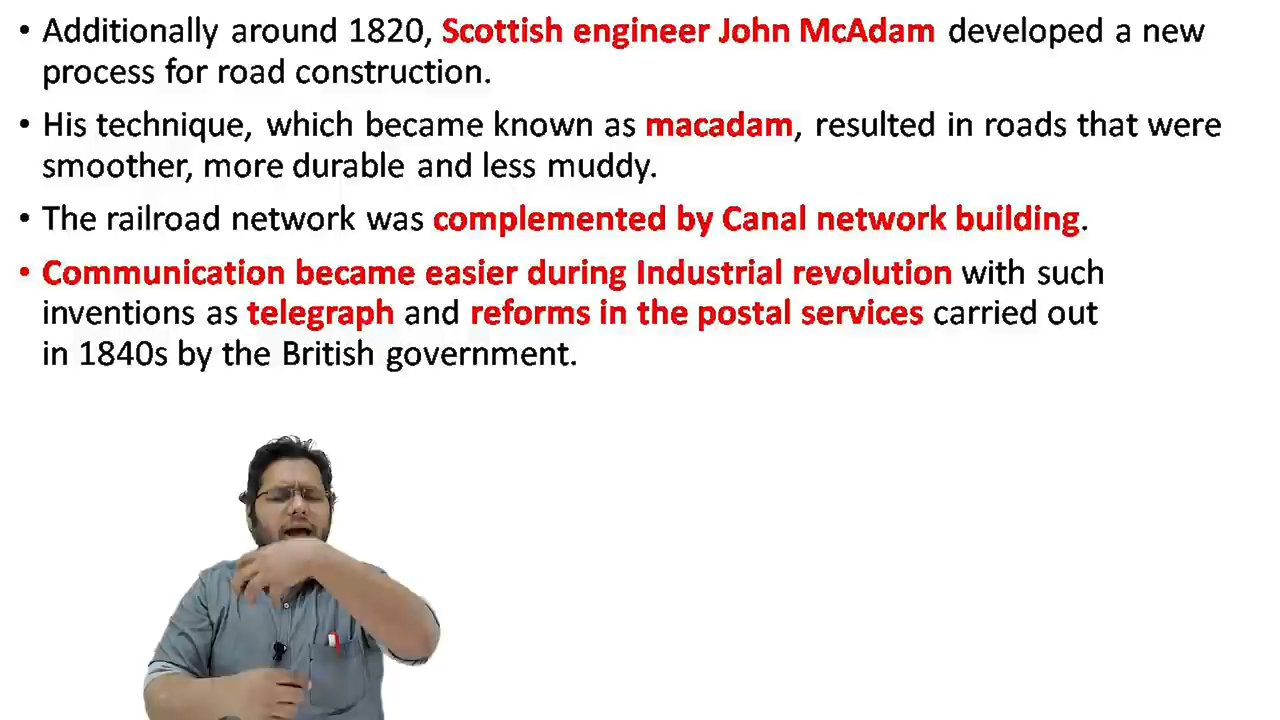 • Additionally around 1820, Scottish engineer John McAdam developed a new
process for road construction.
• His technique, which became known as macadam, resulted in roads that were
smoother, more durable and less muddy.
• The railroad network was complemented by Canal network building.
• Communication became easier during Industrial revolution with such
inventions as telegraph and reforms in the postal services carried out
in 1840s by the British government.